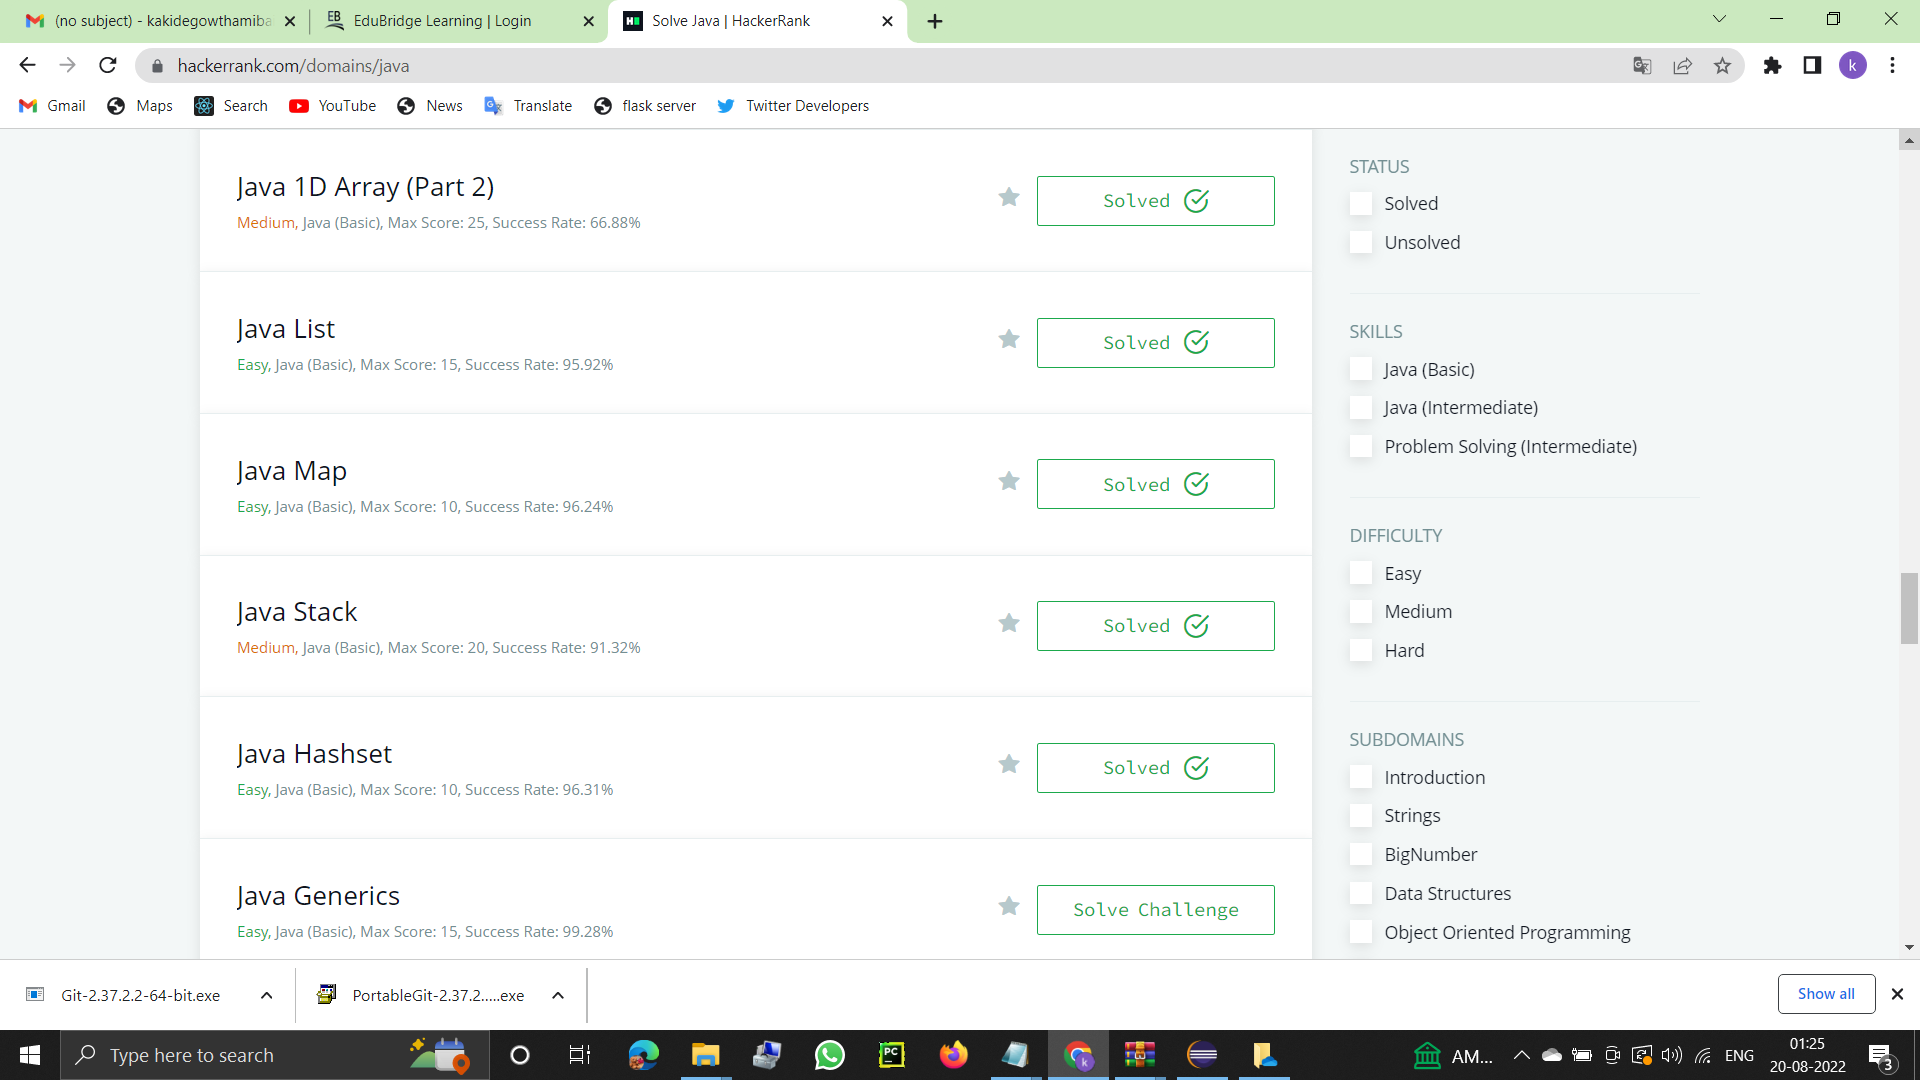 (no subject) - kakidegowthamiba
EduBridge Learning | Login
Solve Java | HackerRank
hackerrank.com/domains/java
k
Gmail
Maps
Search
YouTube
News
Translate
flask server
Twitter Developers
Java 1D Array (Part 2)
Medium, Java (Basic), Max Score: 25, Success Rate: 66.88%
Solved
Java List
Easy, Java (Basic), Max Score: 15, Success Rate: 95.92%
Solved
Java Map
Easy, Java (Basic), Max Score: 10, Success Rate: 96.24%
Solved
Java Stack
Medium, Java (Basic), Max Score: 20, Success Rate: 91.32%
Solved
Java Hashset
Easy, Java (Basic), Max Score: 10, Success Rate: 96.31%
Solved
Java Generics
Easy, Java (Basic), Max Score: 15, Success Rate: 99.28%
Solve Challenge
STATUS
Solved
Unsolved
SKILLS
Java (Basic)
Java (Intermediate)
Problem Solving (Intermediate)
DIFFICULTY
Easy
Medium
Hard
SUBDOMAINS
Introduction
Strings
BigNumber
Data Structures
Object Oriented Programming
Git-2.37.2.2-64-bit.exe
PortableGit-2.37.2.....exe
Show all
Type here to search
AM...
ENG
01:25
20-08-2022
3